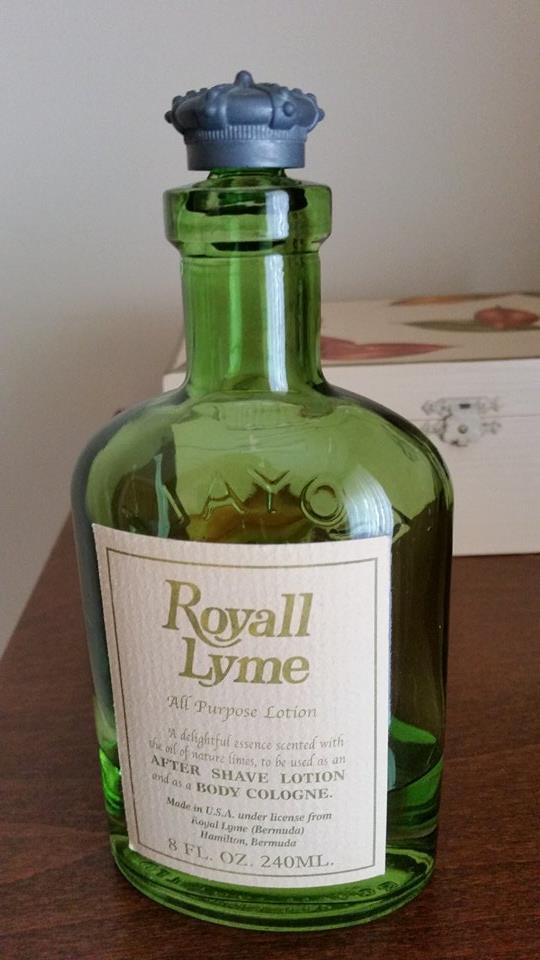 AYO
Royall
Lyme
All Purpose Lotion
A delightful essence scented with
the oil of nature limes, to be used as an
AFTER SHAVE LOTION
and as a BODY COLOGNE.
Made in U.S.A. under license from
Royal Lyme (Bermuda)
Hamilton, Bermuda
8 FL. OZ. 240ML.